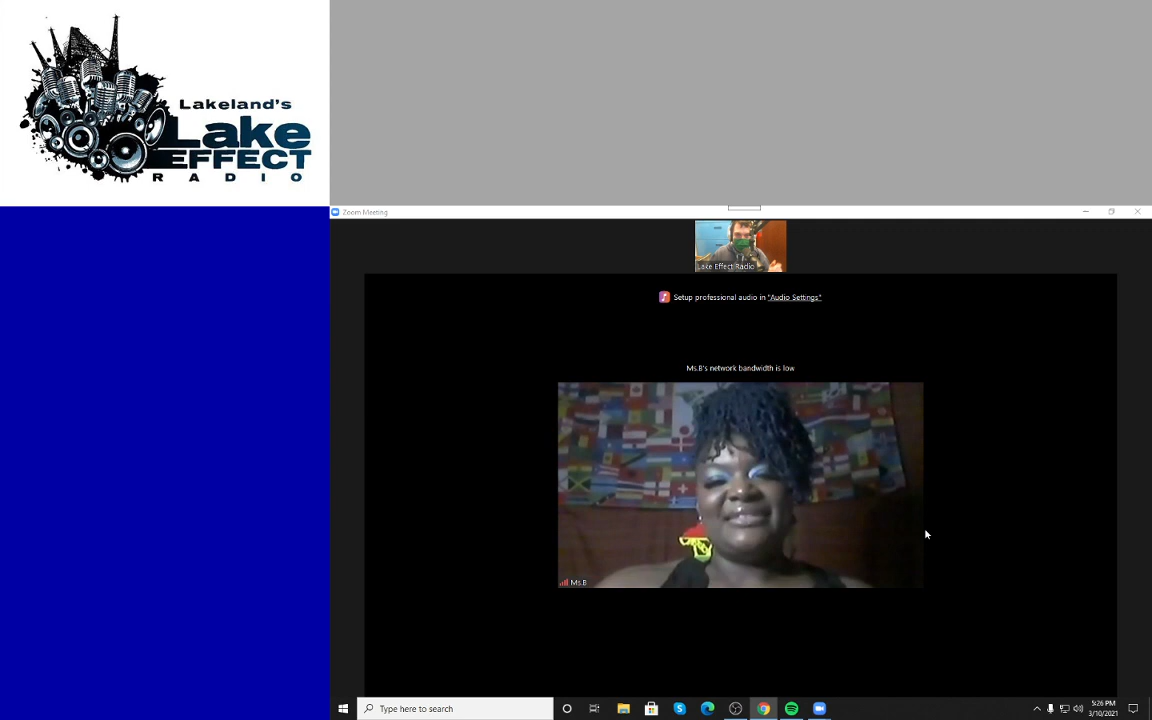 Lakeland's
Lake
EFFECT
RADIO
Zoom Meeting
Lake Effect Radio
Setup professional audio in "Audio Settings"
Ms.B's network bandwidth is low
Ms.B
Type here to search
5:26 PM
3/10/2021